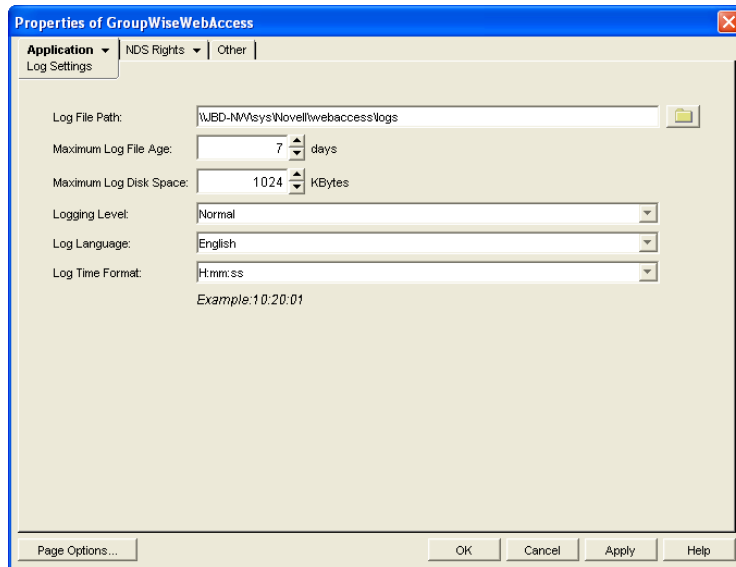 Properties of GroupWiseWebAccess
Application NDS Rights Other
Log Settings
Log File Path: \\JBD-NW\sys\Novell\webaccess\logs
Maximum Log File Age: 7 days
Maximum Log Disk Space: 1024 KBytes
Logging Level: Normal
Log Language: English
Log Time Format: H:mm:ss
Example:10:20:01
Page Options... OK Cancel Apply Help